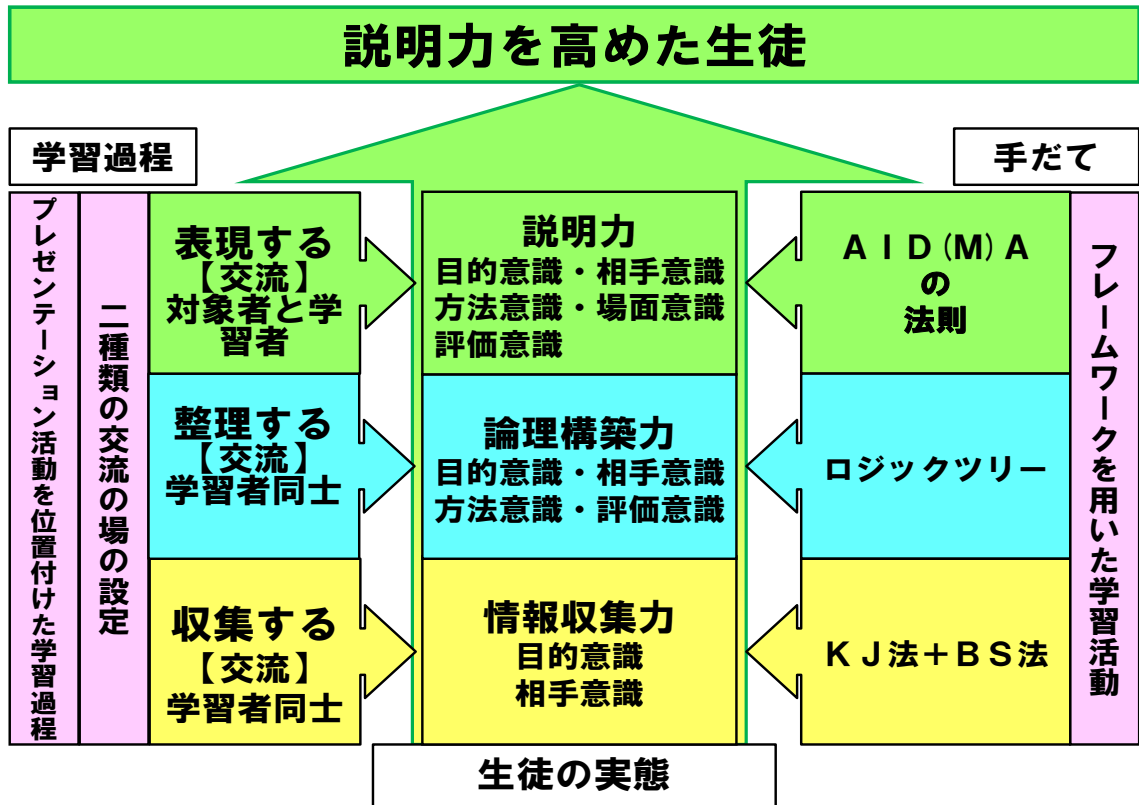 説明力を高めた生徒
学習過程
手だて
プレゼンテーション活動を位置付けた学習過程
二種類の交流の場の設定
表現する
【交流】
対象者と学
習者
説明力
目的意識・相手意識
方法意識・場面意識
評価意識
ＡＩＤ(Ｍ)Ａ
の
法則
フレームワークを用いた学習活動
整理する
【交流】
学習者同士
論理構築力
目的意識・相手意識
方法意識・評価意識
ロジックツリー
収集する
【交流】
学習者同士
情報収集力
目的意識
相手意識
ＫＪ法＋ＢＳ法
生徒の実態